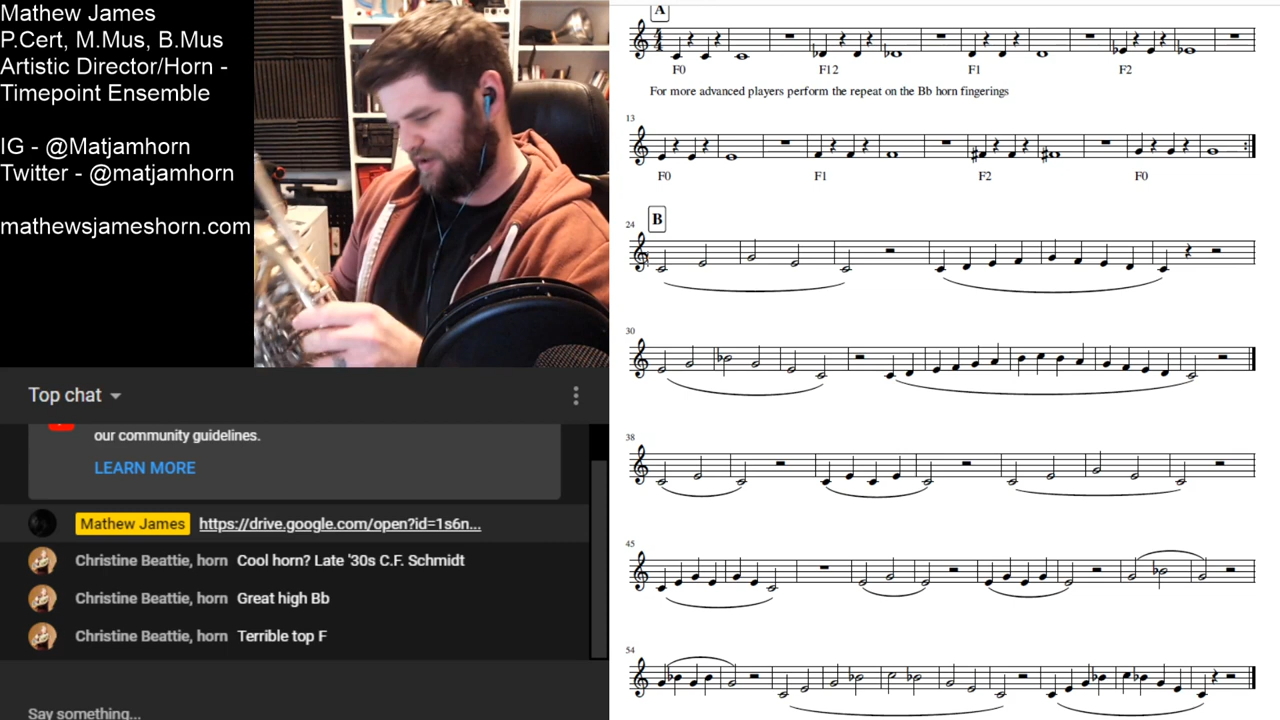 Mathew James
P.Cert, M.Mus, B.Mus
Artistic Director/Horn -
Timepoint Ensemble
IG - @Matjamhorn
Twitter - @matjamhorn
mathewsjameshorn.com
Top chat
our community guidelines.
LEARN MORE
Mathew James https://drive.google.com/open?id=1s6n...
Christine Beattie, horn Cool horn? Late '30s C.F. Schmidt
Christine Beattie, horn Great high Bb
Christine Beattie, horn Terrible top F
Say something...
A
F0 F12 F1 F2
For more advanced players perform the repeat on the Bb horn fingerings
13
F0 F1 F2 F0
B
24
30
38
45
54